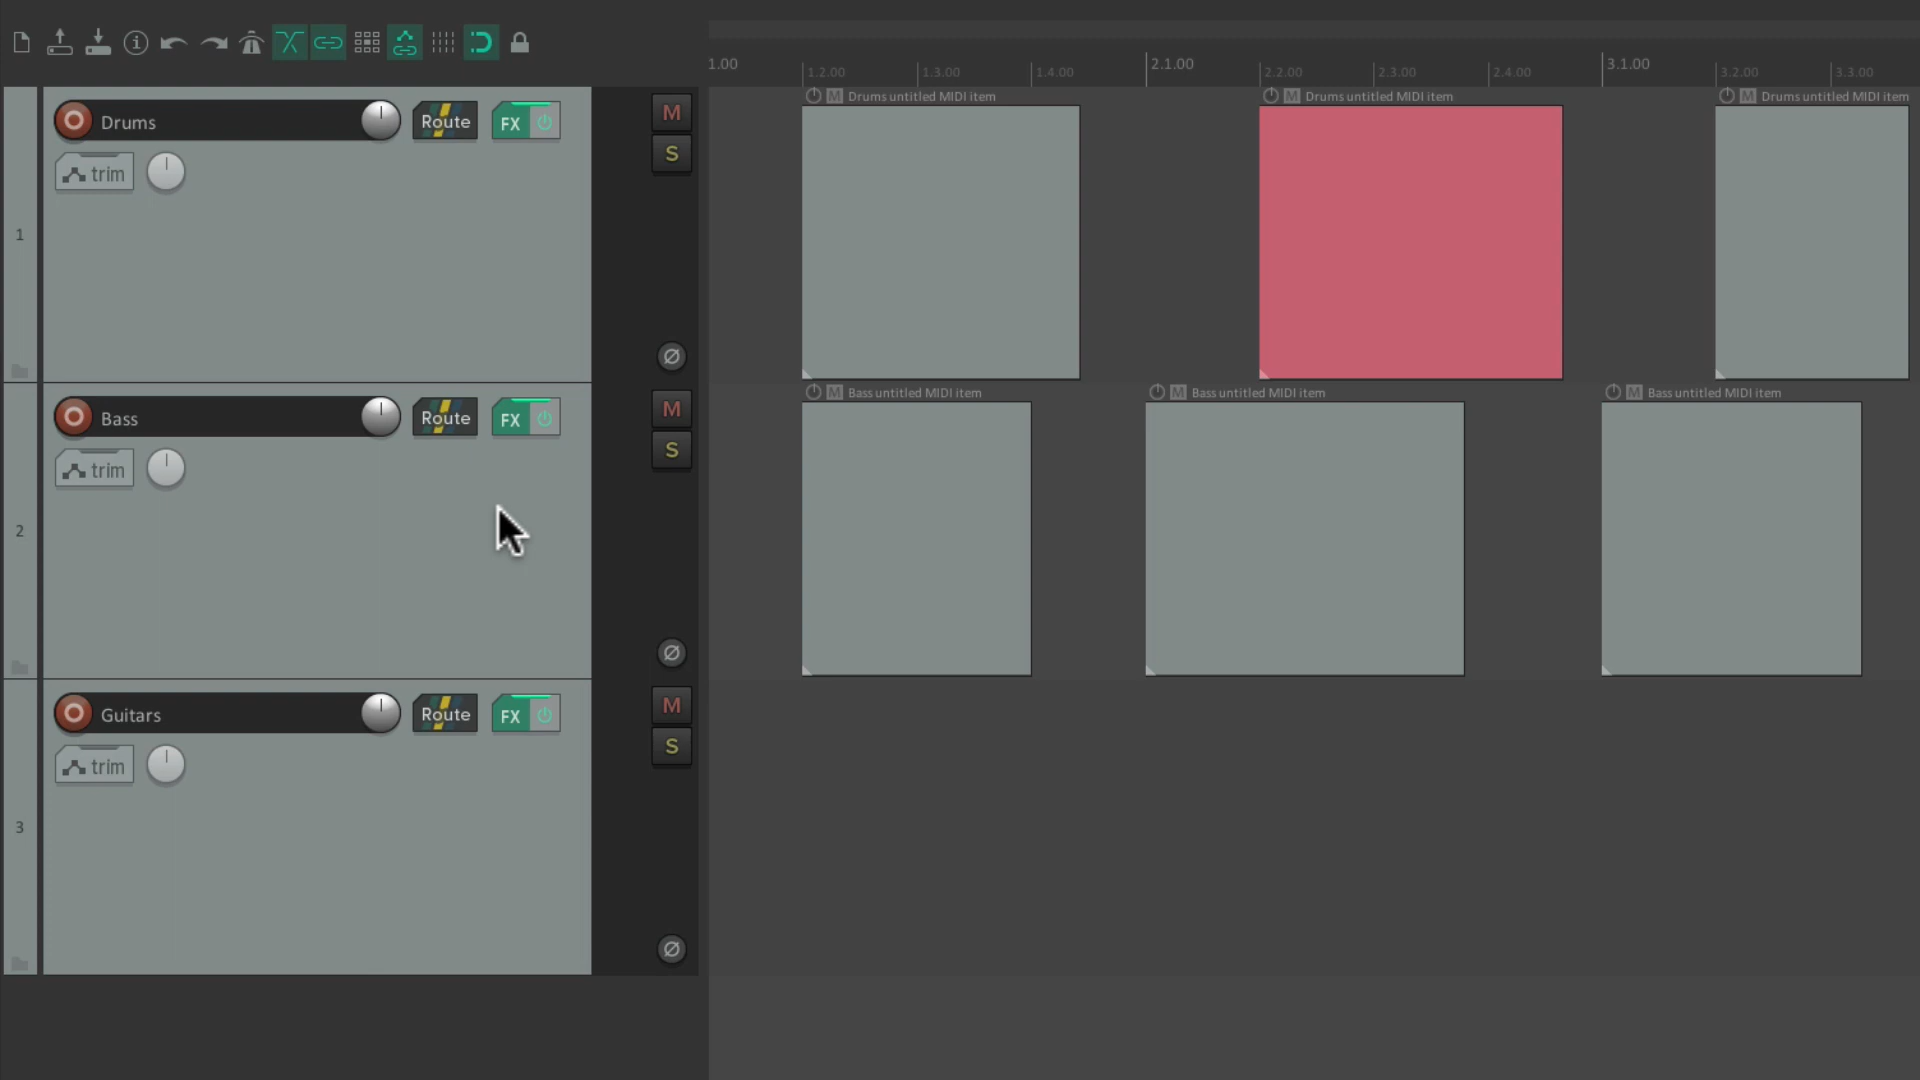 1.00 1.2.00 1.3.00 1.4.00 2.1.00 2.2.00 2.3.00 2.4.00 3.1.00 3.2.00 3.3.00
M Drums untitled MIDI item M Drums untitled MIDI item M Drums untitled MIDI item
Drums Route FX M
S
trim
1
M Bass untitled MIDI item M Bass untitled MIDI item M Bass untitled MIDI item
Bass Route FX M
S
trim
2
Guitars Route FX M
S
trim
3